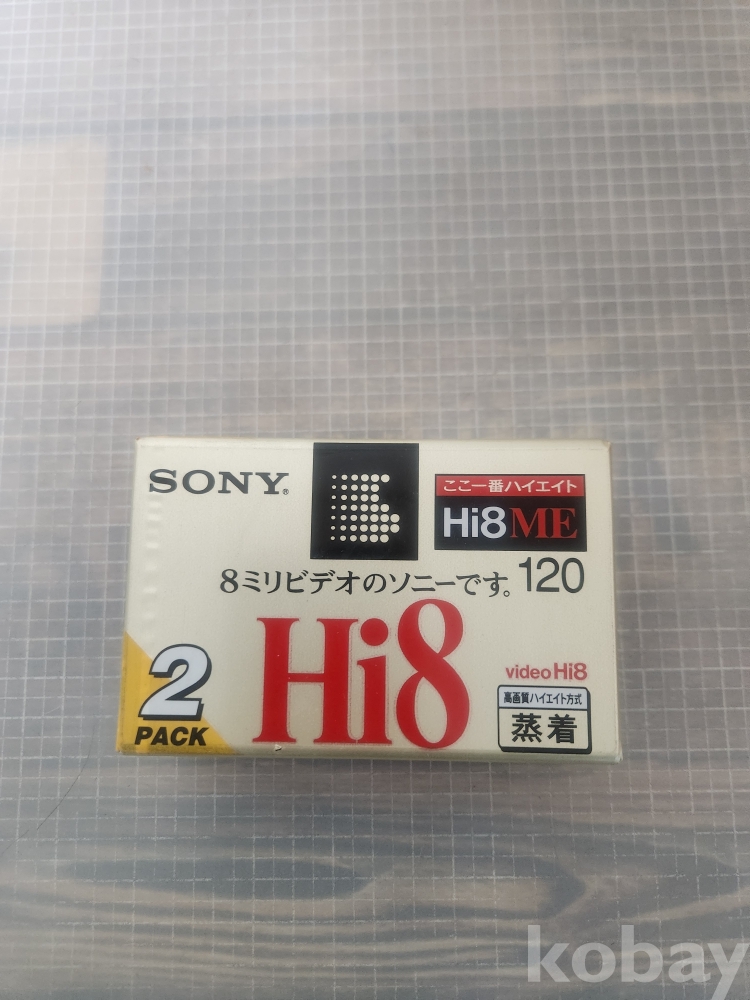 SONY®
ここ一番ハイエイト
Hi8 ME
8ミリビデオのソニーです。 120
Hi8
2
PACK
video Hi8
高画質ハイエイト方式
蒸着
kobay